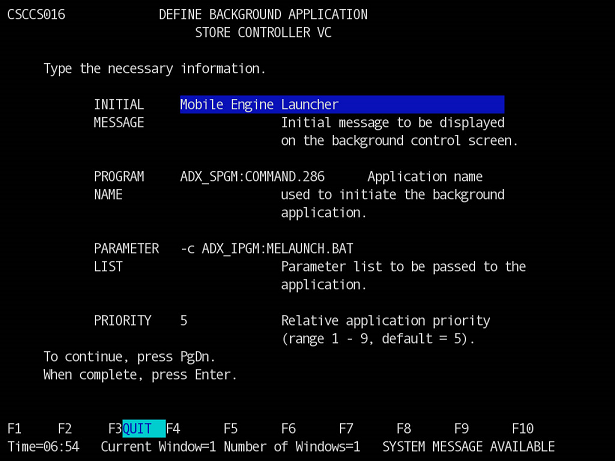 CSCCS016 DEFINE BACKGROUND APPLICATION
STORE CONTROLLER VC
Type the necessary information.
INITIAL Mobile Engine Launcher
MESSAGE Initial message to be displayed
on the background control screen.
PROGRAM ADX_SPGM:COMMAND.286 Application name
NAME used to initiate the background
application.
PARAMETER -c ADX_IPGM:MELAUNCH.BAT
LIST Parameter list to be passed to the
application.
PRIORITY 5 Relative application priority
(range 1 - 9, default = 5).
To continue, press PgDn.
When complete, press Enter.
F1 F2 F3QUIT F4 F5 F6 F7 F8 F9 F10
Time=06:54 Current Window=1 Number of Windows=1 SYSTEM MESSAGE AVAILABLE